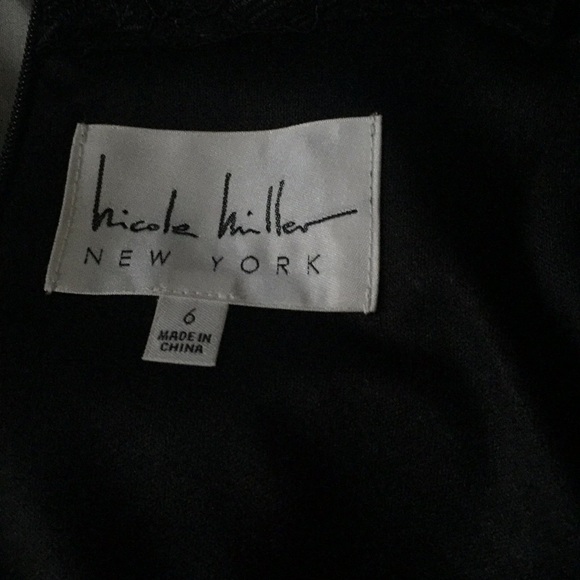 nicole miller
NEW YORK
6
MADE IN
CHINA